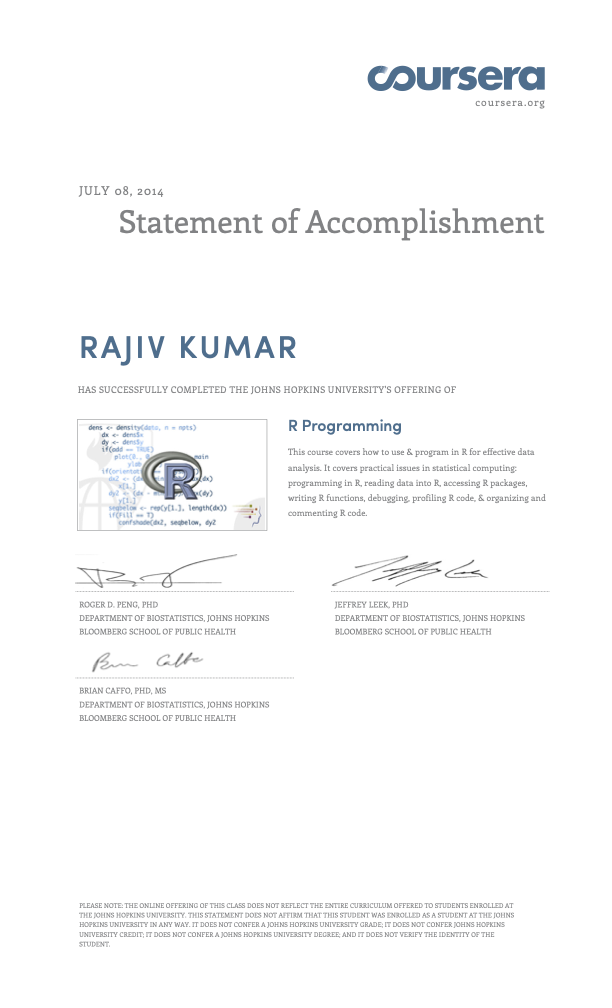 coursera
coursera.org
JULY 08, 2014
Statement of Accomplishment
RAJIV KUMAR
HAS SUCCESSFULLY COMPLETED THE JOHNS HOPKINS UNIVERSITY'S OFFERING OF
dens <- density(data, n = npts)
dx <- dens$x
dy <- dens$y
if(add == TRUE)
plot(0., 0 main
ylab
if(orientat
dx2 <- (dx (dx)
x[1.]
dy2 <- (dx - m (dy)
y[1.]
seqbelow <- rep(y[1.], length(dx))
if(Fill == T)
confshade(dx2, seqbelow, dy2
R
R Programming
This course covers how to use & program in R for effective data
analysis. It covers practical issues in statistical computing:
programming in R, reading data into R, accessing R packages,
writing R functions, debugging, profiling R code, & organizing and
commenting R code.
ROGER D. PENG, PHD
DEPARTMENT OF BIOSTATISTICS, JOHNS HOPKINS
BLOOMBERG SCHOOL OF PUBLIC HEALTH
JEFFREY LEEK, PHD
DEPARTMENT OF BIOSTATISTICS, JOHNS HOPKINS
BLOOMBERG SCHOOL OF PUBLIC HEALTH
Brian Caffo
BRIAN CAFFO, PHD, MS
DEPARTMENT OF BIOSTATISTICS, JOHNS HOPKINS
BLOOMBERG SCHOOL OF PUBLIC HEALTH
PLEASE NOTE: THE ONLINE OFFERING OF THIS CLASS DOES NOT REFLECT THE ENTIRE CURRICULUM OFFERED TO STUDENTS ENROLLED AT
THE JOHNS HOPKINS UNIVERSITY. THIS STATEMENT DOES NOT AFFIRM THAT THIS STUDENT WAS ENROLLED AS A STUDENT AT THE JOHNS
HOPKINS UNIVERSITY IN ANY WAY. IT DOES NOT CONFER A JOHNS HOPKINS UNIVERSITY GRADE; IT DOES NOT CONFER JOHNS HOPKINS
UNIVERSITY CREDIT; IT DOES NOT CONFER A JOHNS HOPKINS UNIVERSITY DEGREE; AND IT DOES NOT VERIFY THE IDENTITY OF THE
STUDENT.